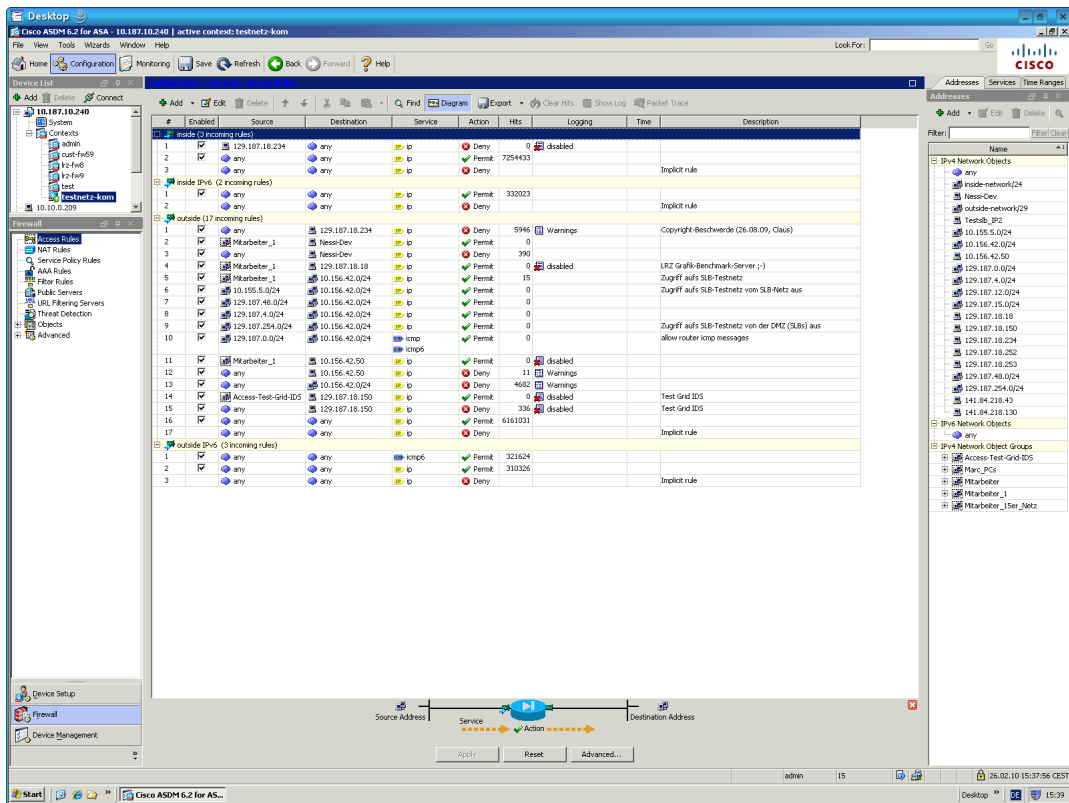 Desktop
Cisco ASDM 6.2 for ASA - 10.187.10.240 | active context: testnetz-kom
File View Tools Wizards Window Help Look For: Go
Home Configuration Monitoring Save Refresh Back Forward Help
CISCO
Device List
Add Delete Connect
10.187.10.240
System
Contexts
admin
cust-fw59
lrz-fw8
lrz-fw9
test
testnetz-kom
10.10.0.209
Firewall
Access Rules
NAT Rules
Service Policy Rules
AAA Rules
Filter Rules
Public Servers
URL Filtering Servers
Threat Detection
Objects
Advanced
Device Setup
Firewall
Device Management
Add Edit Delete Find Diagram Export Clear Hits Show Log Packet Trace
# Enabled Source Destination Service Action Hits Logging Time Description
inside (3 incoming rules)
1 129.187.18.234 any ip Deny 0 disabled
2 any any ip Permit 7254433
3 any any ip Deny Implicit rule
inside IPv6 (2 incoming rules)
1 any any ip Permit 332023
2 any any ip Deny Implicit rule
outside (17 incoming rules)
1 any 129.187.18.234 ip Deny 5946 Warnings Copyright-Beschwerde (26.08.09, Claus)
2 Mitarbeiter_1 Nessi-Dev ip Permit 0
3 any Nessi-Dev ip Deny 390
4 Mitarbeiter_1 129.187.18.18 ip Permit 0 disabled LRZ Grafik-Benchmark-Server ;-)
5 Mitarbeiter_1 10.156.42.0/24 ip Permit 15 Zugriff aufs SLB-Testnetz
6 10.155.5.0/24 10.156.42.0/24 ip Permit 0 Zugriff aufs SLB-Testnetz vom SLB-Netz aus
7 129.187.48.0/24 10.156.42.0/24 ip Permit 0
8 129.187.4.0/24 10.156.42.0/24 ip Permit 0
9 129.187.254.0/24 10.156.42.0/24 ip Permit 0 Zugriff aufs SLB-Testnetz von der DMZ (SLBs) aus
10 129.187.0.0/24 10.156.42.0/24 icmp Permit 0 allow router icmp messages
icmp6
11 Mitarbeiter_1 10.156.42.50 ip Permit 0 disabled
12 any 10.156.42.50 ip Deny 11 Warnings
13 any 10.156.42.0/24 ip Deny 4682 Warnings
14 Access-Test-Grid-IDS 129.187.18.150 ip Permit 0 disabled Test Grid IDS
15 any 129.187.18.150 ip Deny 336 disabled Test Grid IDS
16 any any ip Permit 6161031
17 any any ip Deny Implicit rule
outside IPv6 (3 incoming rules)
1 any any icmp6 Permit 321624
2 any any ip Permit 310326
3 any any ip Deny Implicit rule
Source Address
Service
Action
Destination Address
Apply Reset Advanced...
Addresses Services Time Ranges
Addresses
Add Edit Delete
Filter: Filter Clear
Name
IPv4 Network Objects
any
inside-network/24
Nessi-Dev
outside-network/29
Testslb_IP2
10.155.5.0/24
10.156.42.0/24
10.156.42.50
129.187.0.0/24
129.187.4.0/24
129.187.12.0/24
129.187.15.0/24
129.187.18.18
129.187.18.150
129.187.18.234
129.187.18.252
129.187.18.253
129.187.48.0/24
129.187.254.0/24
141.84.218.43
141.84.218.130
IPv6 Network Objects
any
IPv4 Network Object Groups
Access-Test-Grid-IDS
Marc_PCs
Mitarbeiter
Mitarbeiter_1
Mitarbeiter_15er_Netz
admin 15 26.02.10 15:37:56 CEST
Start Cisco ASDM 6.2 for AS... Desktop DE 15:39